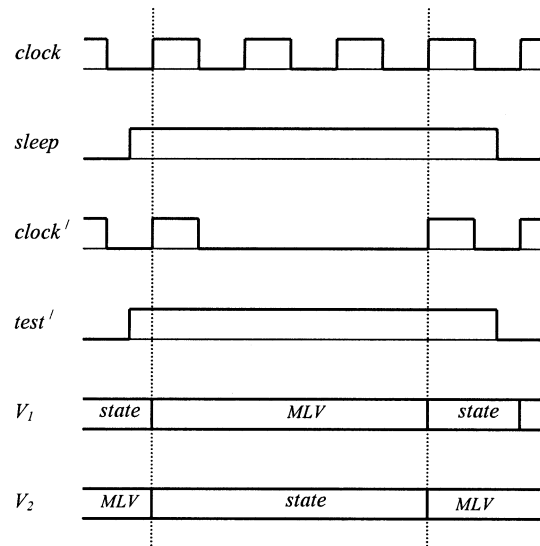 clock
sleep
clock /
test /
V1 state MLV state
V2 MLV state MLV